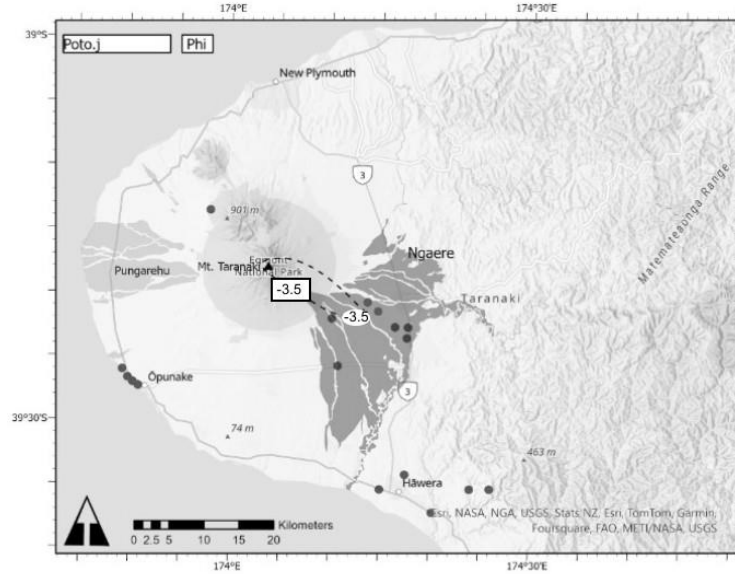 174°E
174°30'E
39°S
Poto.j
Phi
New Plymouth
3
901 m
Ngaere
Mt. Taranaki
Egmont
National Park
Pungarehu
-3.5
-3.5
Taranaki
Matemateaonga Range
Ōpunake
3
39°30'S
74 m
463 m
Hāwera
Esri, NASA, NGA, USGS, Stats NZ, Esri, TomTom, Garmin,
Foursquare, FAO, METI/NASA, USGS
Kilometers
0 2.5 5 10 15 20
174°E
174°30'E